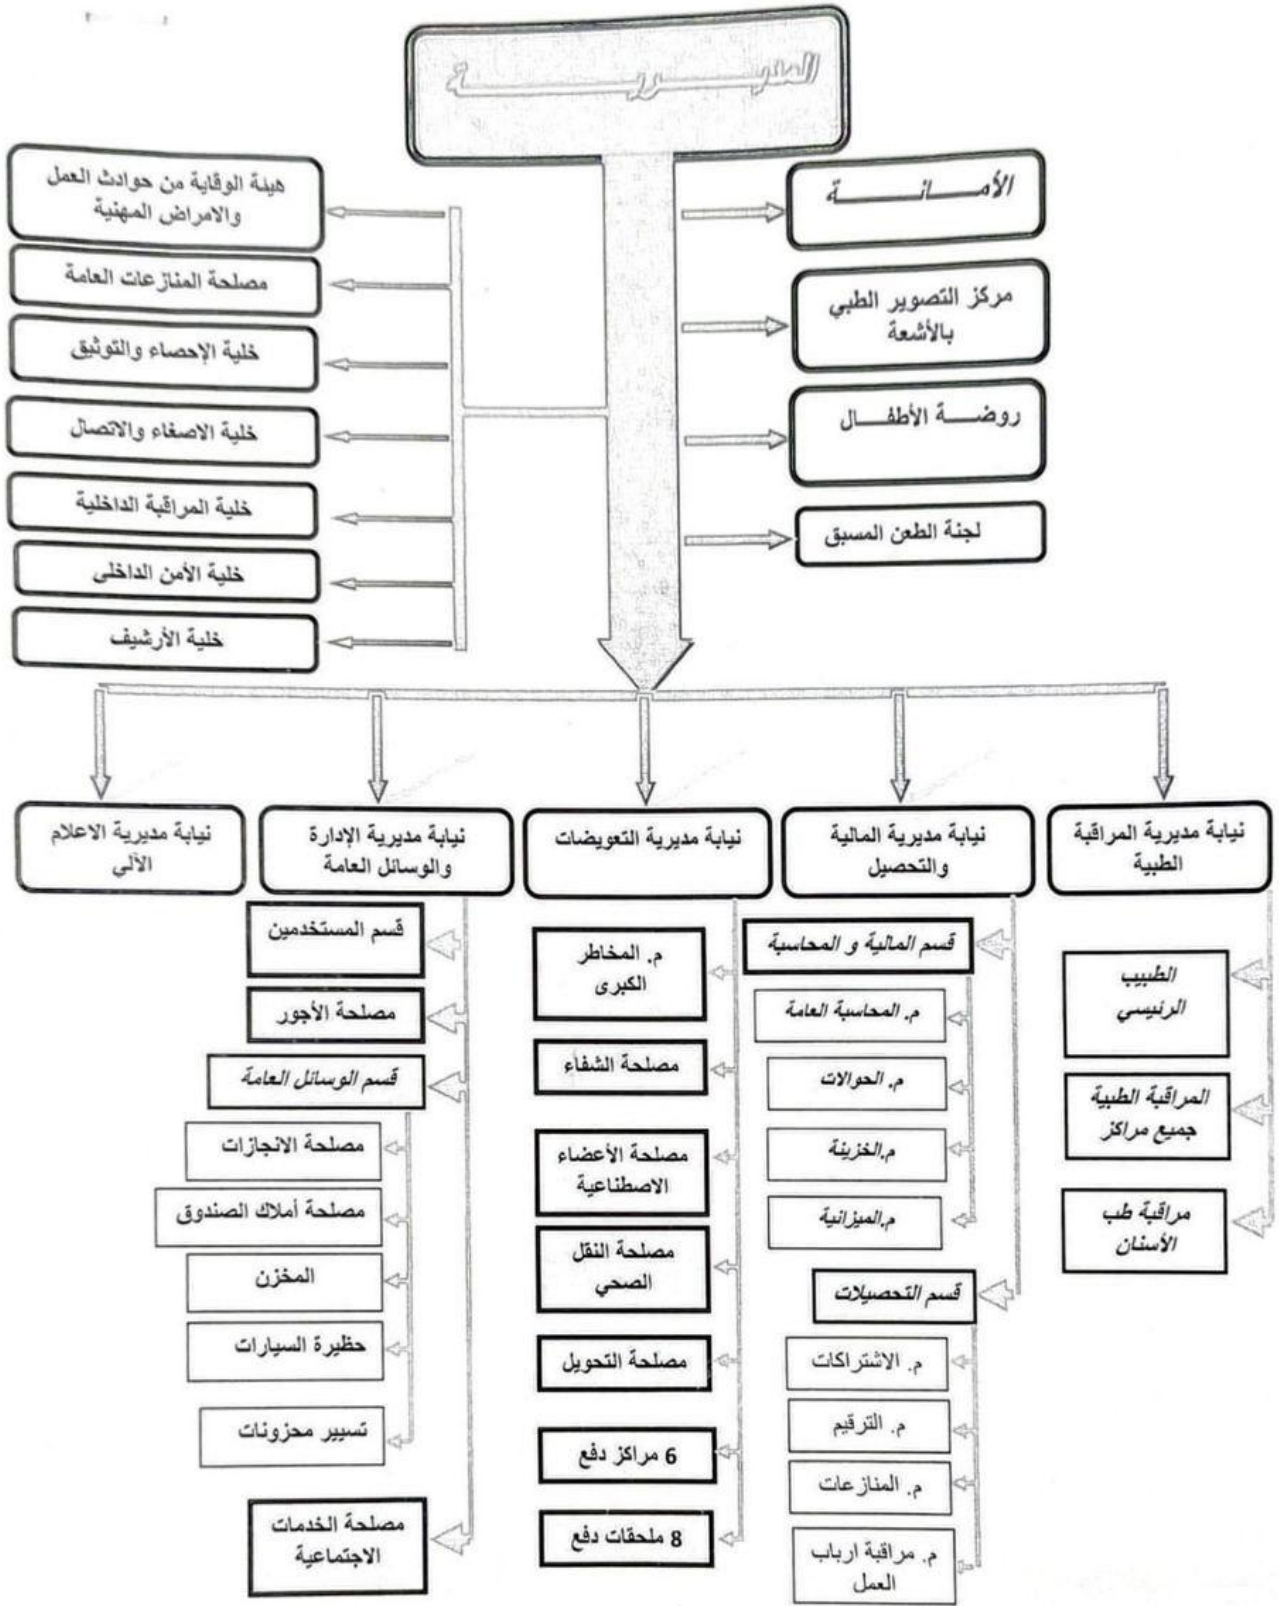 المديــــــريــــــــــة
الأمـــــانـــــــــة
مركز التصوير الطبي
بالأشعة
روضـــة الأطفـــال
لجنة الطعن المسبق
هيئة الوقاية من حوادث العمل
والامراض المهنية
مصلحة المنازعات العامة
خلية الإحصاء والتوثيق
خلية الاصغاء والاتصال
خلية المراقبة الداخلية
خلية الأمن الداخلي
خلية الأرشيف
نيابة مديرية المراقبة
الطبية
الطبيب
الرئيسي
المراقبة الطبية
جميع مراكز
مراقبة طب
الأسنان
نيابة مديرية المالية
والتحصيل
قسم المالية و المحاسبة
م. المحاسبة العامة
م. الحوالات
م.الخزينة
م.الميزانية
قسم التحصيلات
م. الاشتراكات
م. الترقيم
م. المنازعات
م. مراقبة ارباب
العمل
نيابة مديرية التعويضات
م. المخاطر
الكبرى
مصلحة الشفاء
مصلحة الأعضاء
الاصطناعية
مصلحة النقل
الصحي
مصلحة التحويل
6 مراكز دفع
8 ملحقات دفع
نيابة مديرية الإدارة
والوسائل العامة
قسم المستخدمين
مصلحة الأجور
قسم الوسائل العامة
مصلحة الانجازات
مصلحة أملاك الصندوق
المخزن
حظيرة السيارات
تسيير محزونات
مصلحة الخدمات
الاجتماعية
نيابة مديرية الاعلام
الآلي